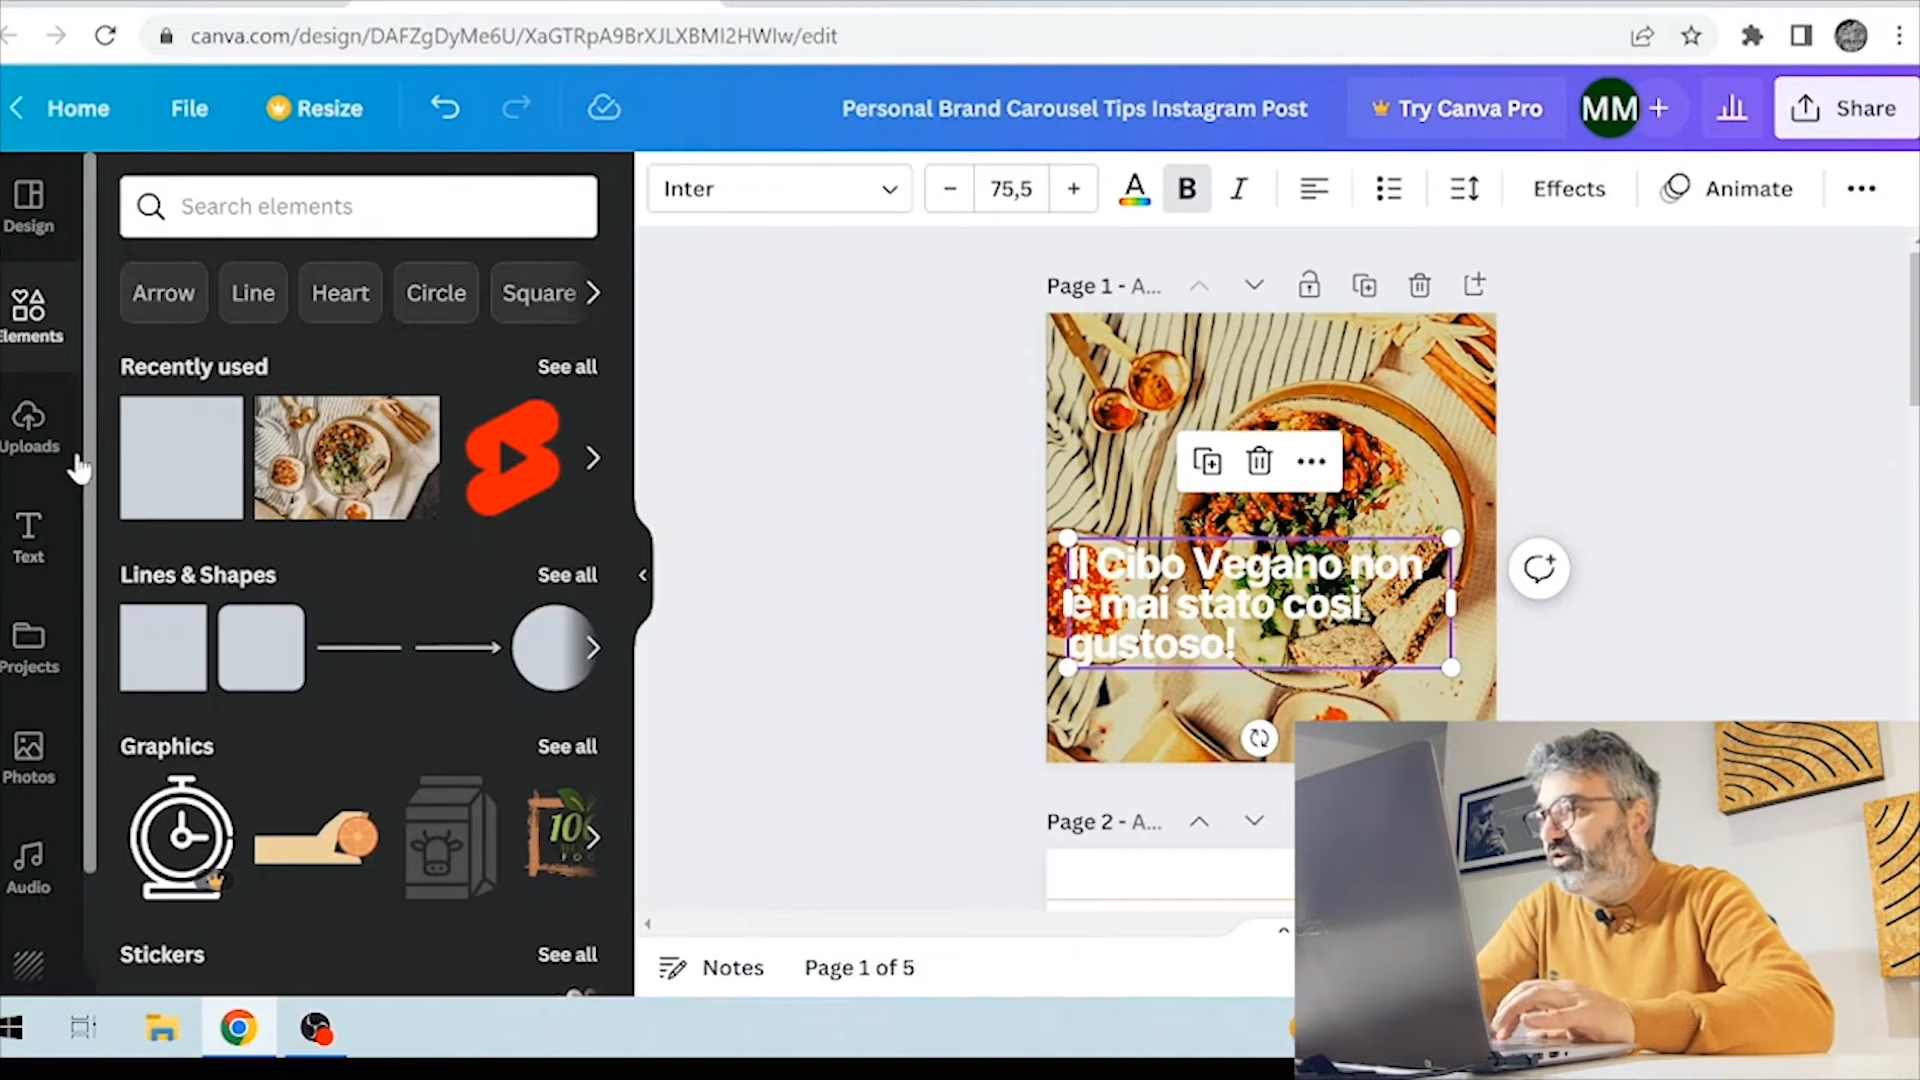 canva.com/design/DAFZgDyMe6U/XaGTRpA9BrXJLXBMI2HWIw/edit
Home File Resize Personal Brand Carousel Tips Instagram Post Try Canva Pro MM + Share
Inter - 75,5 + A B I Effects Animate
Search elements
Design
Arrow Line Heart Circle Square
Page 1 - A...
Elements
Recently used See all
Uploads
Text
Il Cibo Vegano non
è mai stato così
gustoso!
Lines & Shapes See all
Projects
Graphics See all
Photos
Page 2 - A...
10
Audio
Stickers See all
Notes Page 1 of 5